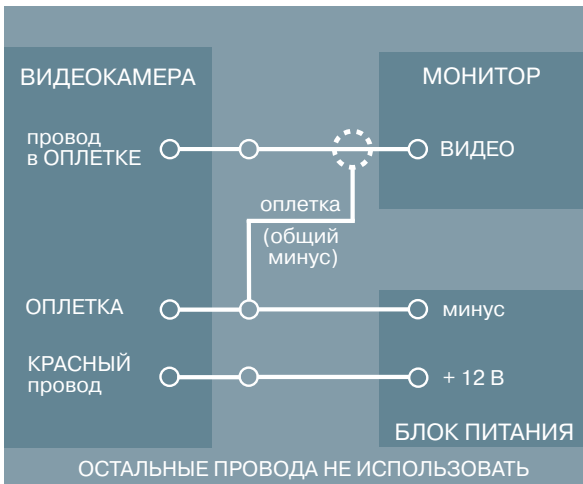 ВИДЕОКАМЕРА
МОНИТОР
провод
в ОПЛЕТКЕ
ВИДЕО
оплетка
(общий
минус)
ОПЛЕТКА
минус
КРАСНЫЙ
провод
+ 12 В
БЛОК ПИТАНИЯ
ОСТАЛЬНЫЕ ПРОВОДА НЕ ИСПОЛЬЗОВАТЬ